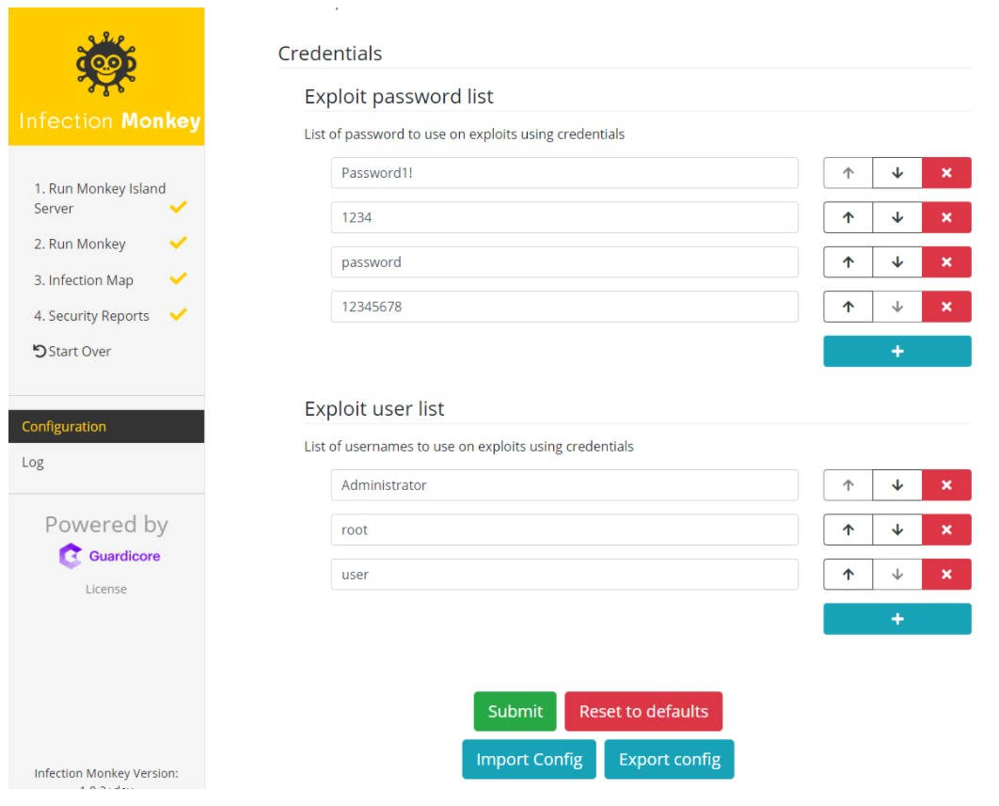 Infection Monkey
1. Run Monkey Island
Server
2. Run Monkey
3. Infection Map
4. Security Reports
Start Over
Configuration
Log
Powered by
Guardicore
License
Infection Monkey Version:
Credentials
Exploit password list
List of password to use on exploits using credentials
Password1!
1234
password
12345678
Exploit user list
List of usernames to use on exploits using credentials
Administrator
root
user
Submit
Reset to defaults
Import Config
Export config